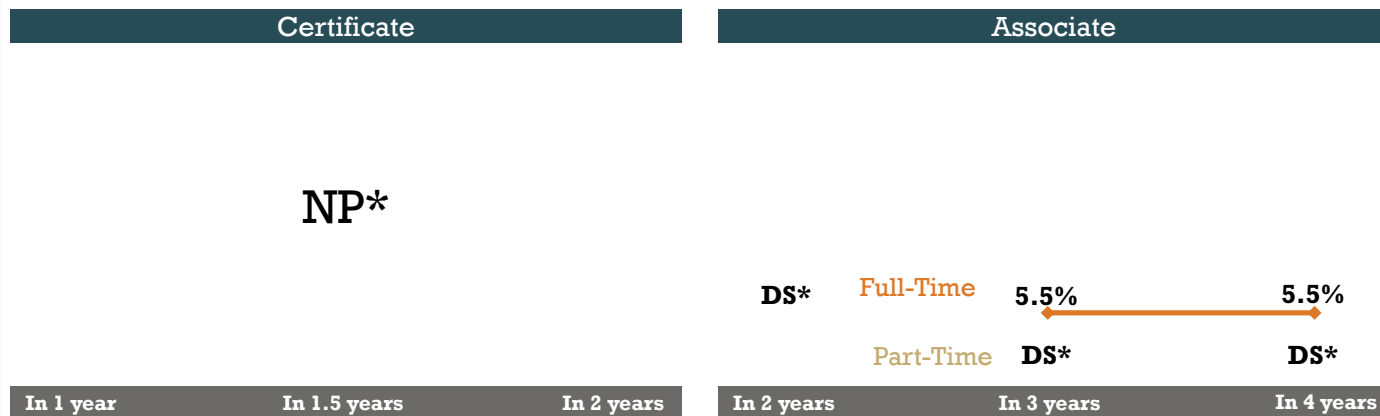 Certificate
NP*
In 1 year In 1.5 years In 2 years
Associate
DS* Full-Time 5.5% 5.5%
Part-Time DS* DS*
In 2 years In 3 years In 4 years